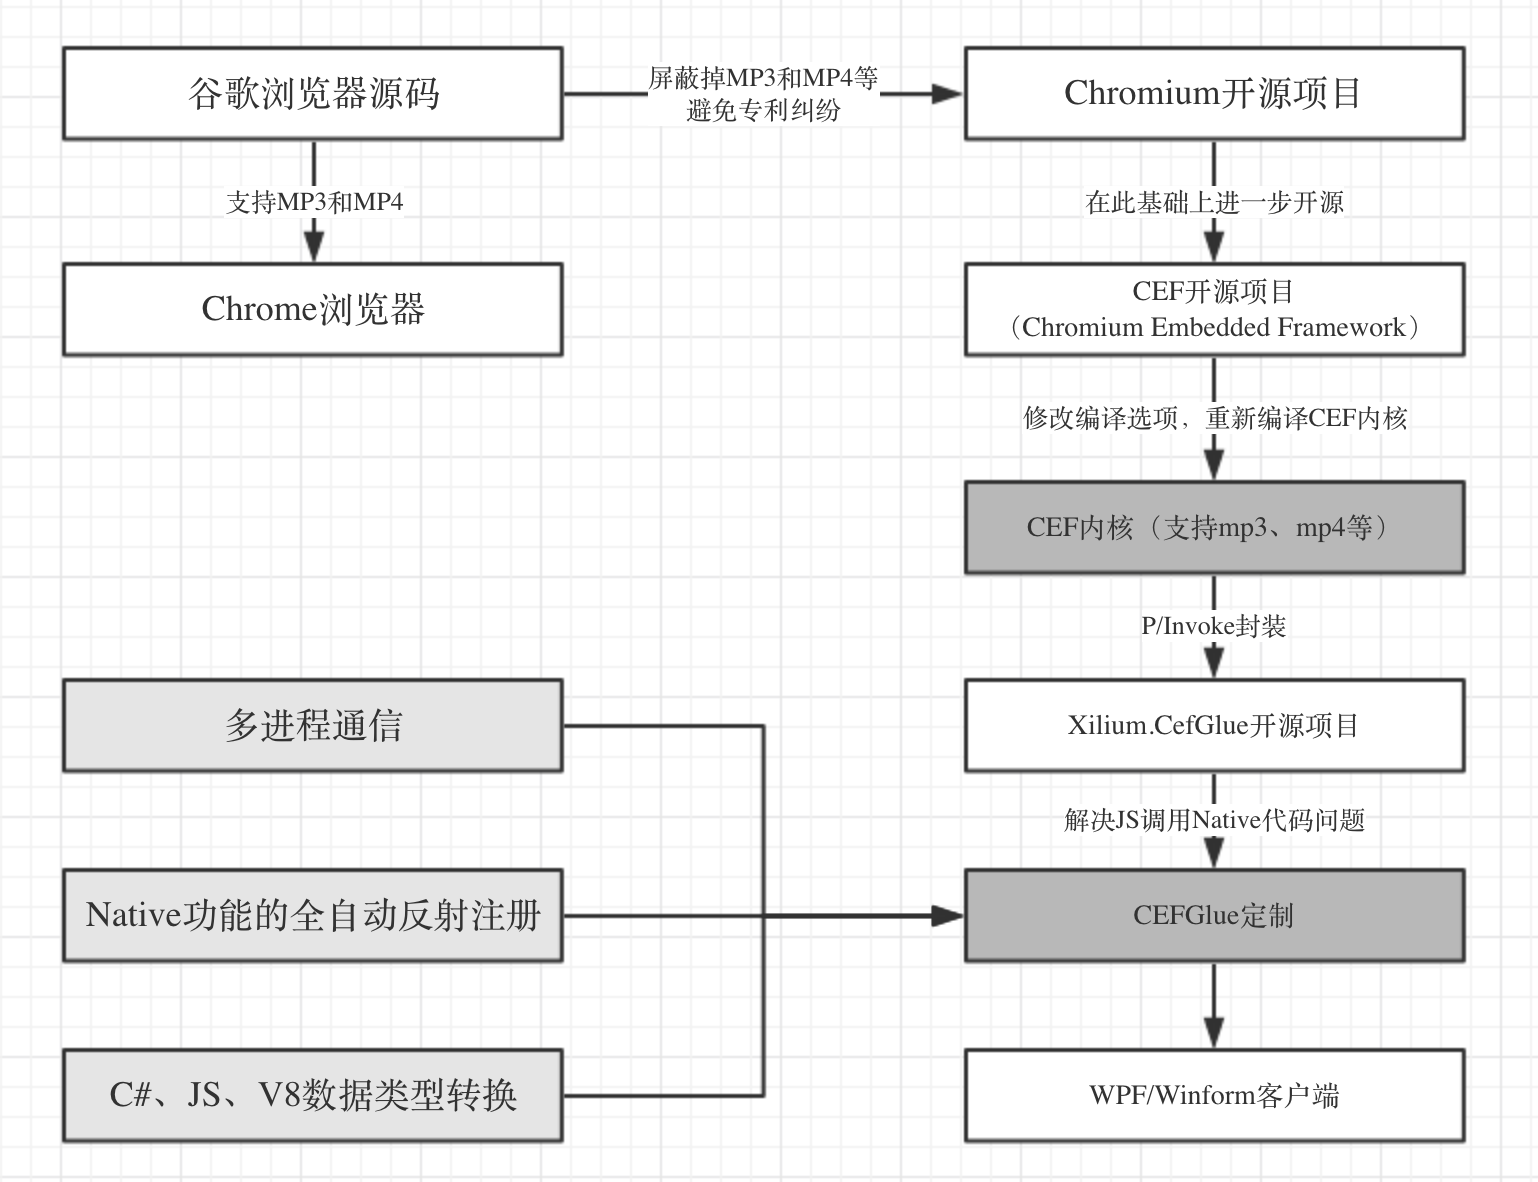 谷歌浏览器源码
屏蔽掉MP3和MP4等
避免专利纠纷
Chromium开源项目
支持MP3和MP4
在此基础上进一步开源
Chrome浏览器
CEF开源项目
（Chromium Embedded Framework）
修改编译选项，重新编译CEF内核
CEF内核（支持mp3、mp4等）
P/Invoke封装
多进程通信
Xilium.CefGlue开源项目
解决JS调用Native代码问题
Native功能的全自动反射注册
CEFGlue定制
C#、JS、V8数据类型转换
WPF/Winform客户端